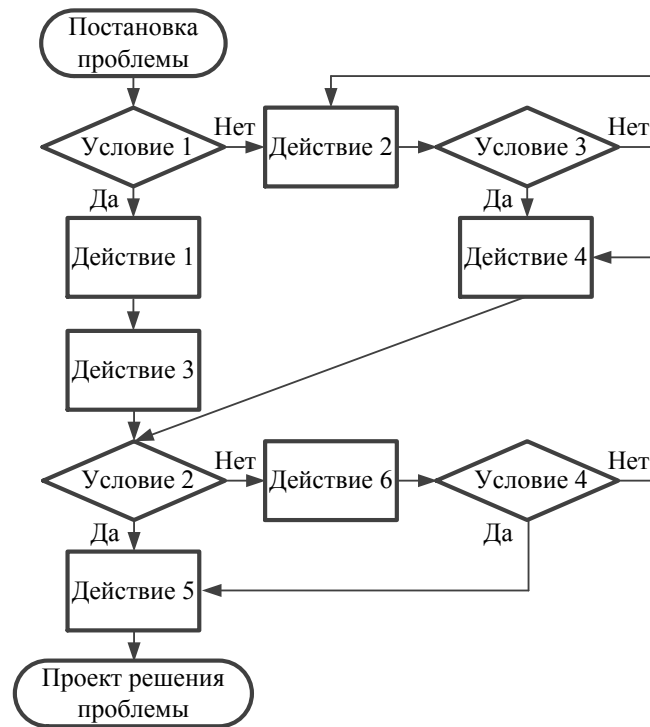 Постановка
проблемы
Условие 1
Нет
Действие 2
Условие 3
Нет
Да
Да
Действие 1
Действие 4
Действие 3
Условие 2
Нет
Действие 6
Условие 4
Нет
Да
Да
Действие 5
Проект решения
проблемы